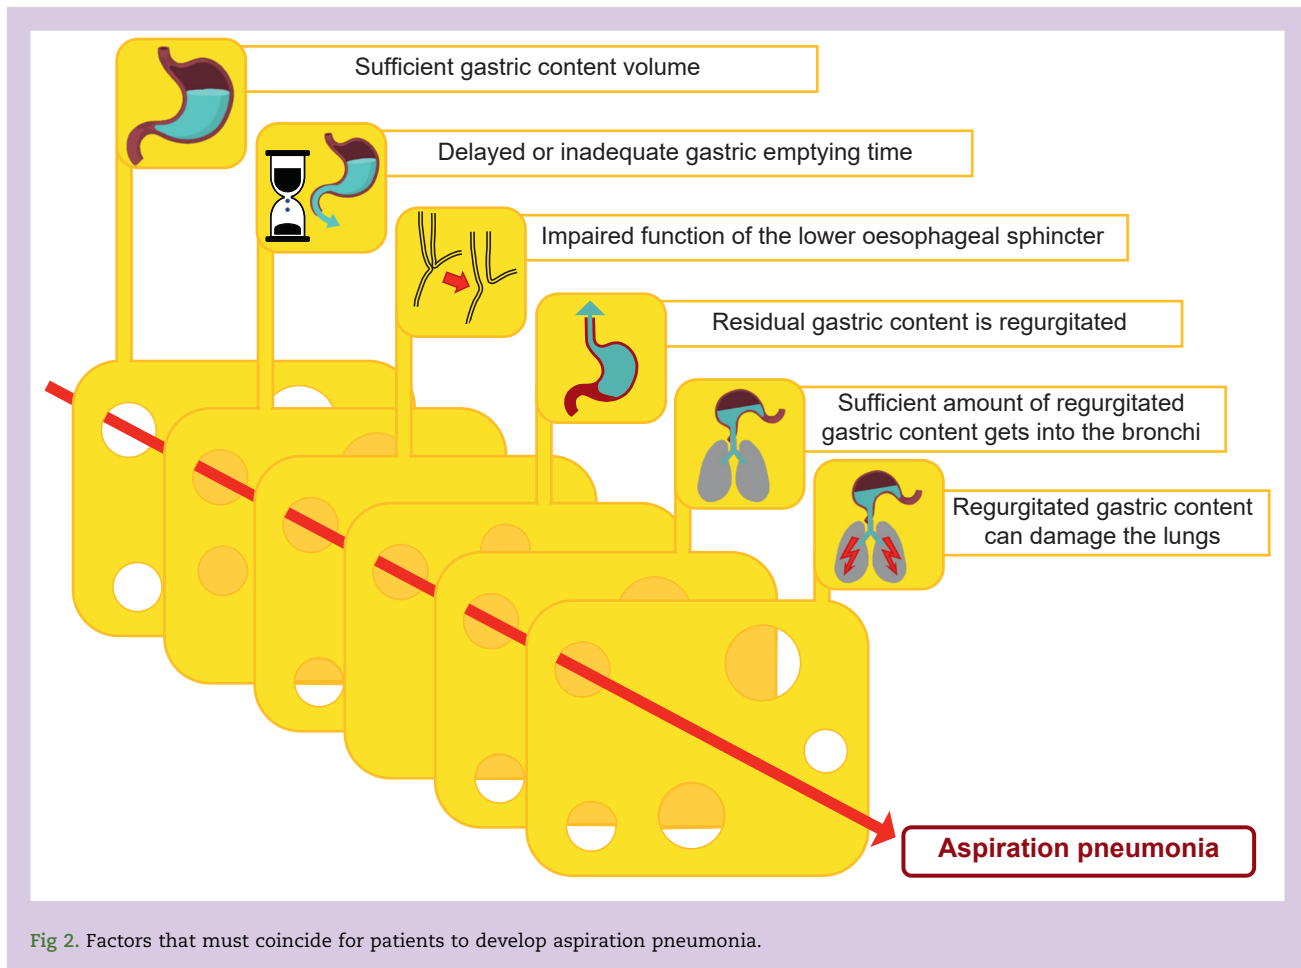 Sufficient gastric content volume
Delayed or inadequate gastric emptying time
Impaired function of the lower oesophageal sphincter
Residual gastric content is regurgitated
Sufficient amount of regurgitated
gastric content gets into the bronchi
Regurgitated gastric content
can damage the lungs
Aspiration pneumonia
Fig 2. Factors that must coincide for patients to develop aspiration pneumonia.